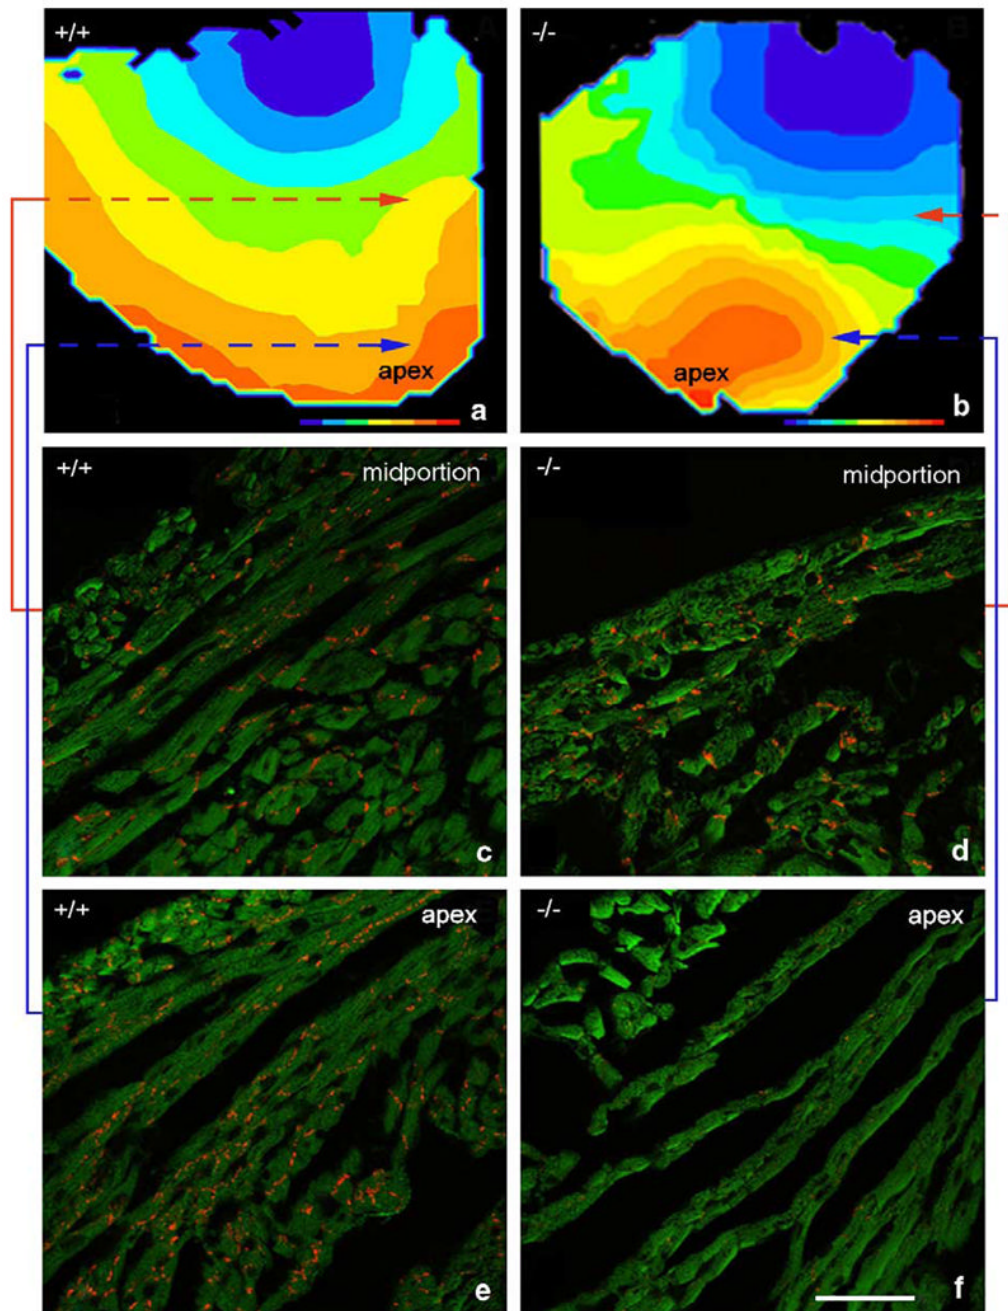 +/+
-/-
apex
a
apex
b
+/+
midportion
c
-/-
midportion
d
+/+
apex
e
-/-
apex
f